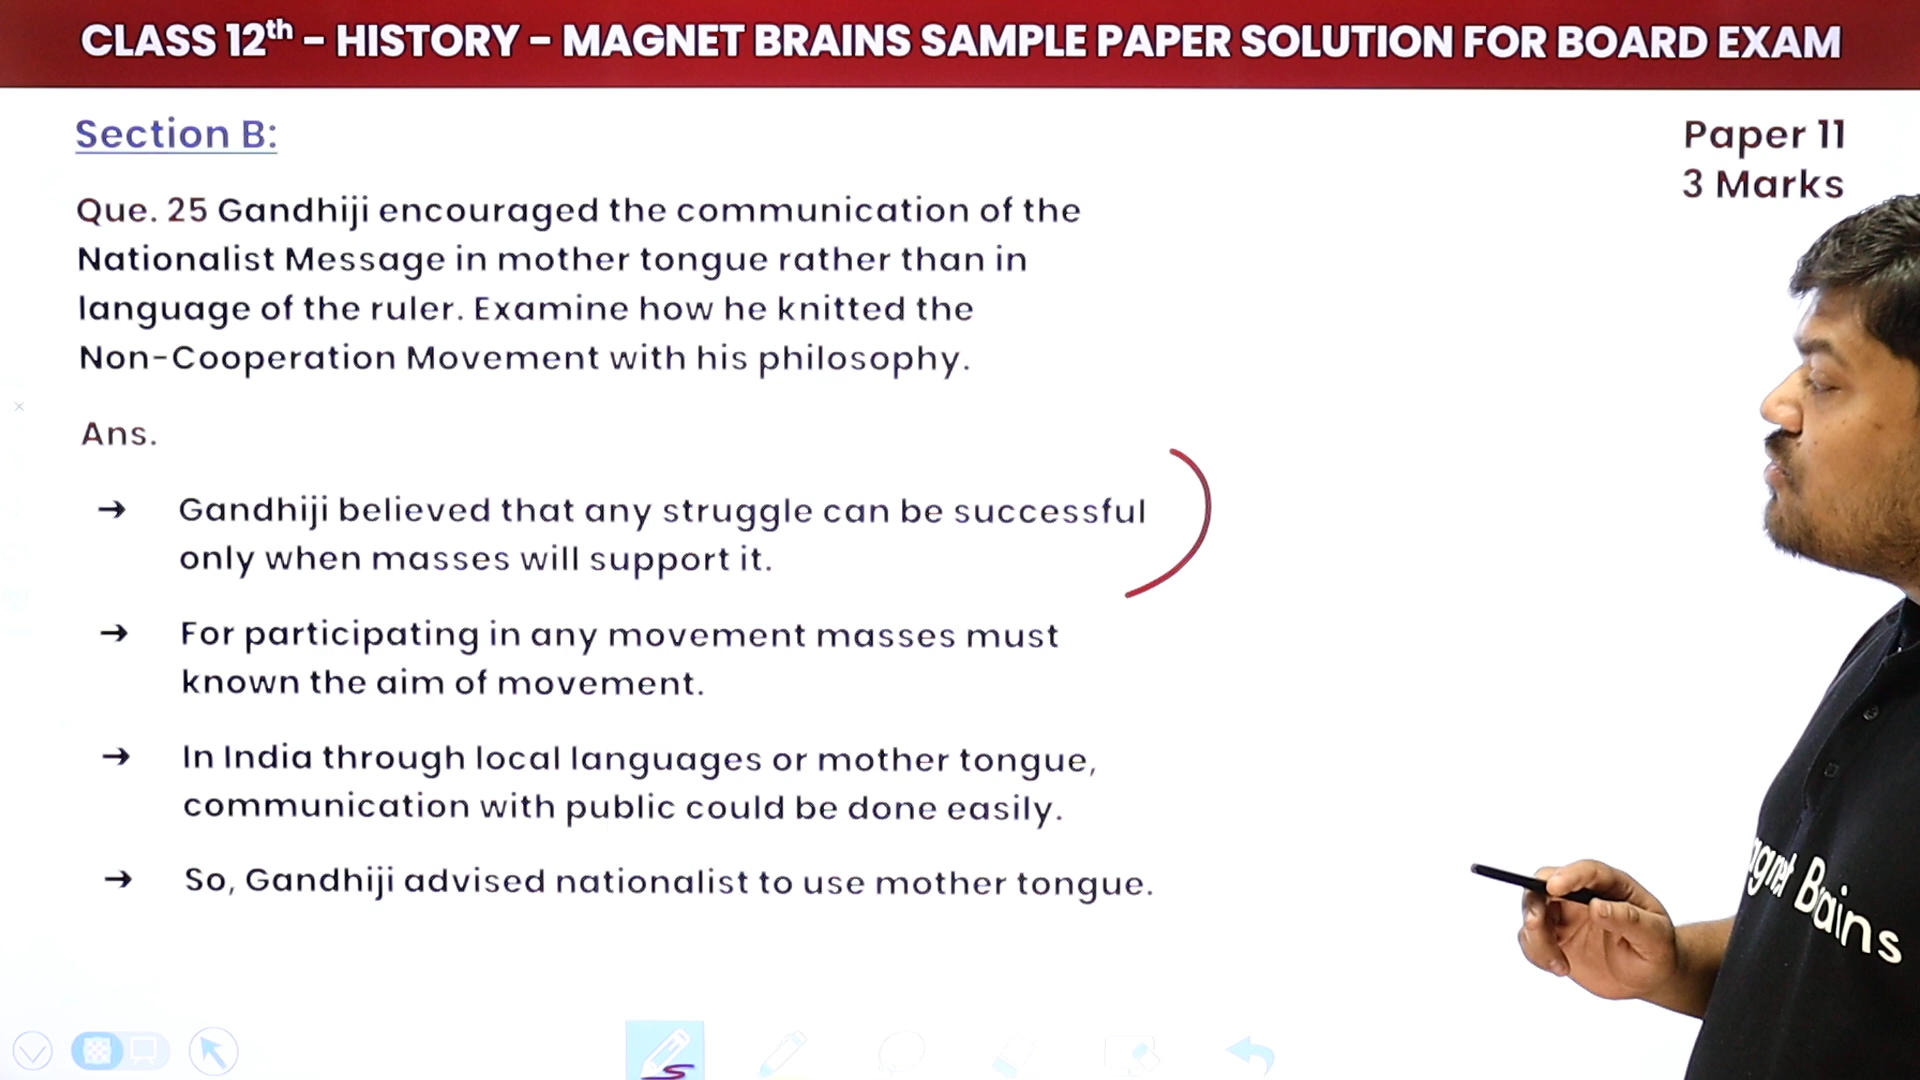 CLASS 12th - HISTORY - MAGNET BRAINS SAMPLE PAPER SOLUTION FOR BOARD EXAM
Section B:
Paper 11
3 Marks
Que. 25 Gandhiji encouraged the communication of the
Nationalist Message in mother tongue rather than in
language of the ruler. Examine how he knitted the
Non-Cooperation Movement with his philosophy.
Ans.
→ Gandhiji believed that any struggle can be successful
only when masses will support it.
→ For participating in any movement masses must
known the aim of movement.
→ In India through local languages or mother tongue,
communication with public could be done easily.
→ So, Gandhiji advised nationalist to use mother tongue.
Brains